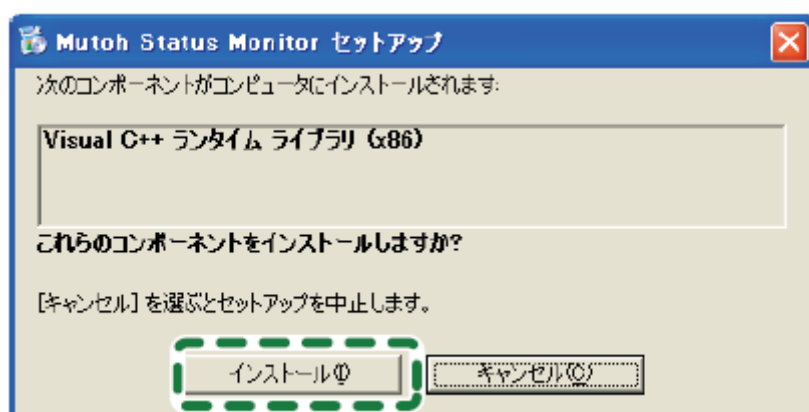 Mutoh Status Monitor セットアップ
次のコンポーネントがコンピュータにインストールされます:
Visual C++ ランタイム ライブラリ (x86)
これらのコンポーネントをインストールしますか?
[キャンセル] を選ぶとセットアップを中止します。
インストール(I) キャンセル(C)